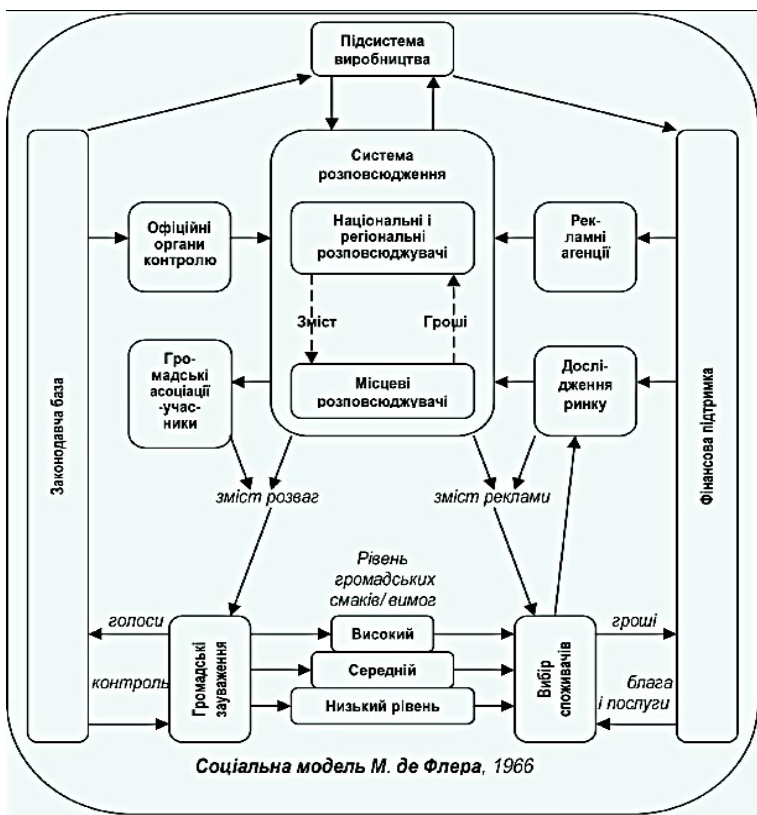 Підсистема
виробництва
Система
розповсюдження
Офіційні
органи
контролю
Національні і
регіональні
розповсюджувачі
Рек-
ламні
агенції
Зміст
Гроші
Гро-
мадські
асоціації
-учас-
ники
Місцеві
розповсюджувачі
Дослі-
дження
ринку
Законодавча база
Фінансова підтримка
зміст розваг
зміст реклами
Рівень
громадських
смаків/ вимог
голоси
контроль
Громадські
зауваження
Високий
Середній
Низький рівень
Вибір
споживачів
гроші
блага
і послуги
Соціальна модель М. де Флера, 1966